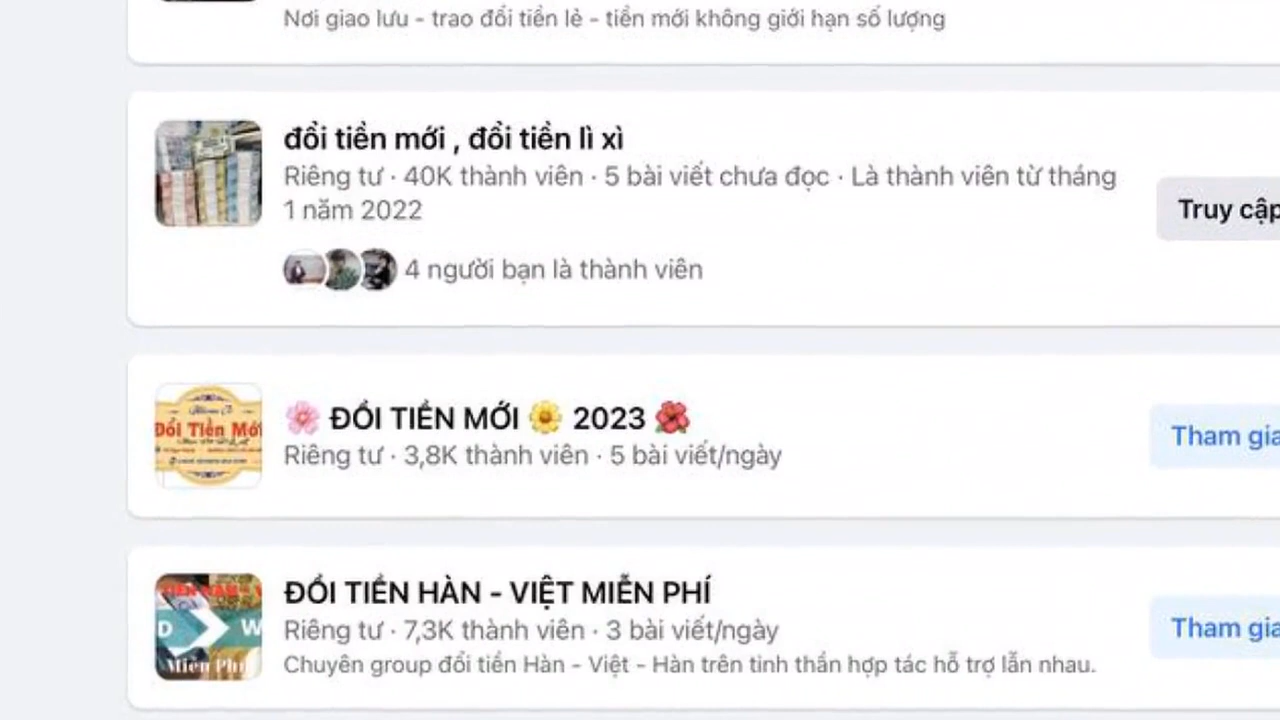 Nơi giao lưu - trao đổi tiền lẻ - tiền mới không giới hạn số lượng
đổi tiền mới , đổi tiền lì xì
Riêng tư · 40K thành viên · 5 bài viết chưa đọc · Là thành viên từ tháng
1 năm 2022
Truy cập
4 người bạn là thành viên
Đổi Tiền Mới
🌸 ĐỔI TIỀN MỚI 🌼 2023 🌺
Riêng tư · 3,8K thành viên · 5 bài viết/ngày
Tham gia
ĐỔI TIỀN HÀN - VIỆT MIỄN PHÍ
Riêng tư · 7,3K thành viên · 3 bài viết/ngày
Chuyên group đổi tiền Hàn - Việt - Hàn trên tinh thần hợp tác hỗ trợ lẫn nhau.
D W
Miễn Phí
Tham gia